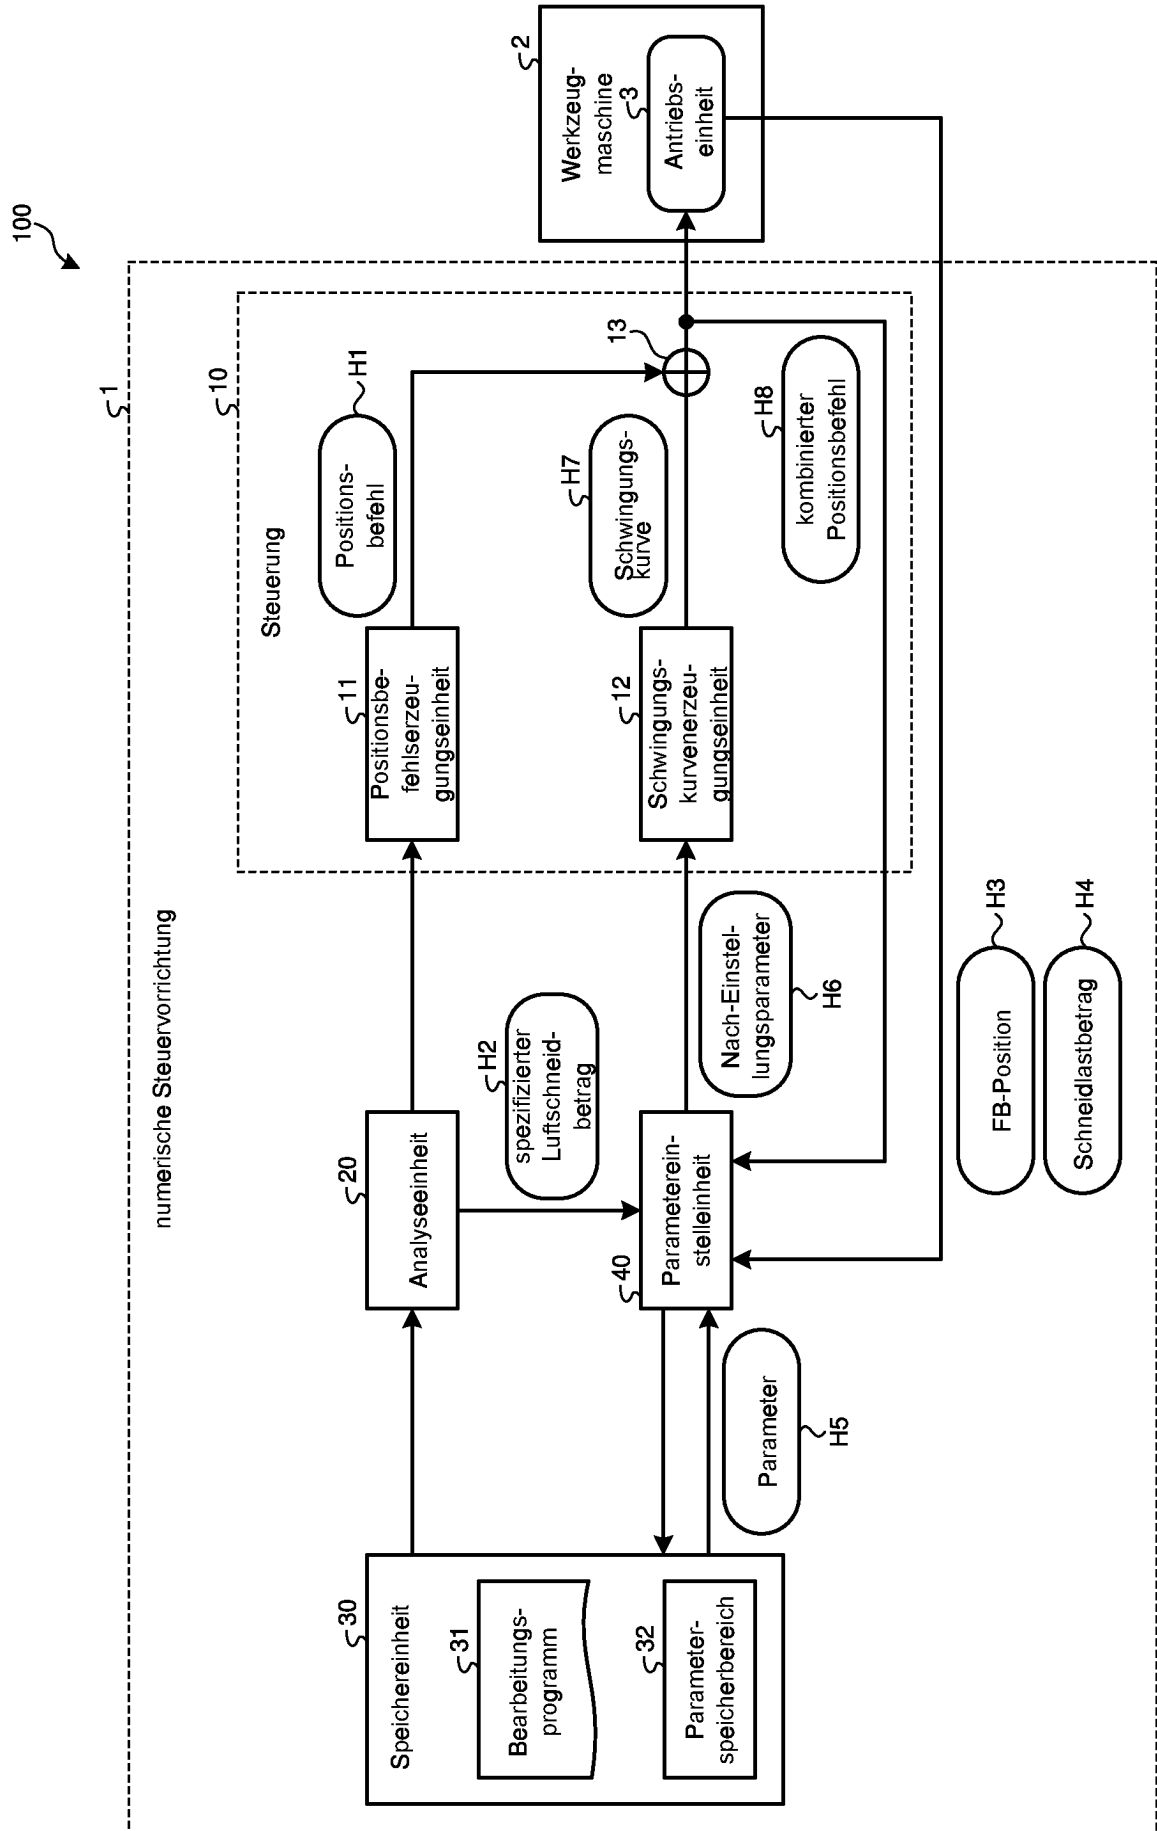 100
1
numerische Steuervorrichtung
30
Speichereinheit
31
Bearbeitungs-
programm
32
Parameter-
speicherbereich
20
Analyseeinheit
H2
spezifizierter
Luftschneid-
betrag
40
Parameterein-
stelleinheit
Parameter
H5
10
Steuerung
11
Positionsbe-
fehlserzeu-
gungseinheit
H1
Positions-
befehl
12
Schwingungs-
kurvenerzeu-
gungseinheit
H7
Schwingungs-
kurve
13
Nach-Einstel-
lungsparameter
H6
H8
kombinierter
Positionsbefehl
2
Werkzeug-
maschine
3
Antriebs-
einheit
FB-Position
H3
Schneidlastbetrag
H4